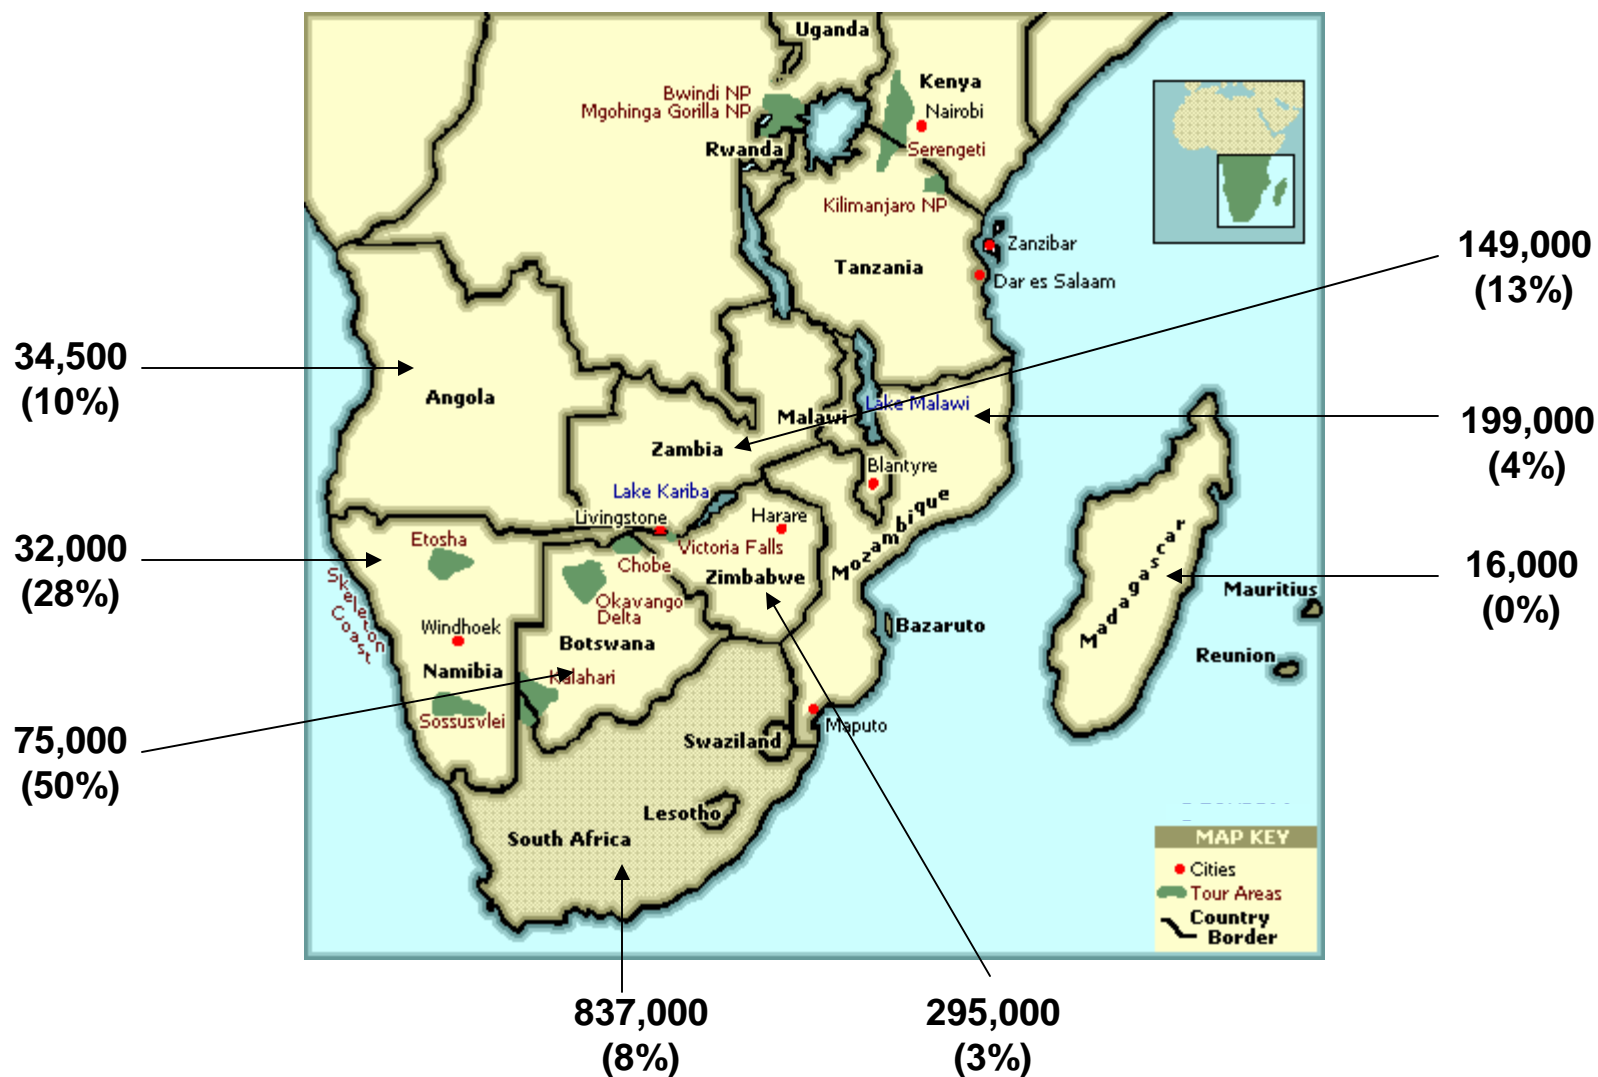 Uganda
Kenya
Bwindi NP
Mgohinga Gorilla NP
Nairobi
Rwanda
Serengeti
Kilimanjaro NP
Zanzibar
Tanzania
Dar es Salaam
149,000
(13%)
34,500
(10%)
Angola
Malawi
Lake Malawi
199,000
(4%)
Zambia
Blantyre
Lake Kariba
Livingstone
Harare
Mozambique
Madagascar
32,000
(28%)
Etosha
Skeleton
Coast
Victoria Falls
Chobe
Zimbabwe
16,000
(0%)
Mauritius
Okavango
Delta
Windhoek
Botswana
Bazaruto
Reunion
Namibia
Kalahari
Sossusvlei
75,000
(50%)
Maputo
Swaziland
Lesotho
South Africa
MAP KEY
Cities
Tour Areas
Country
Border
837,000
(8%)
295,000
(3%)